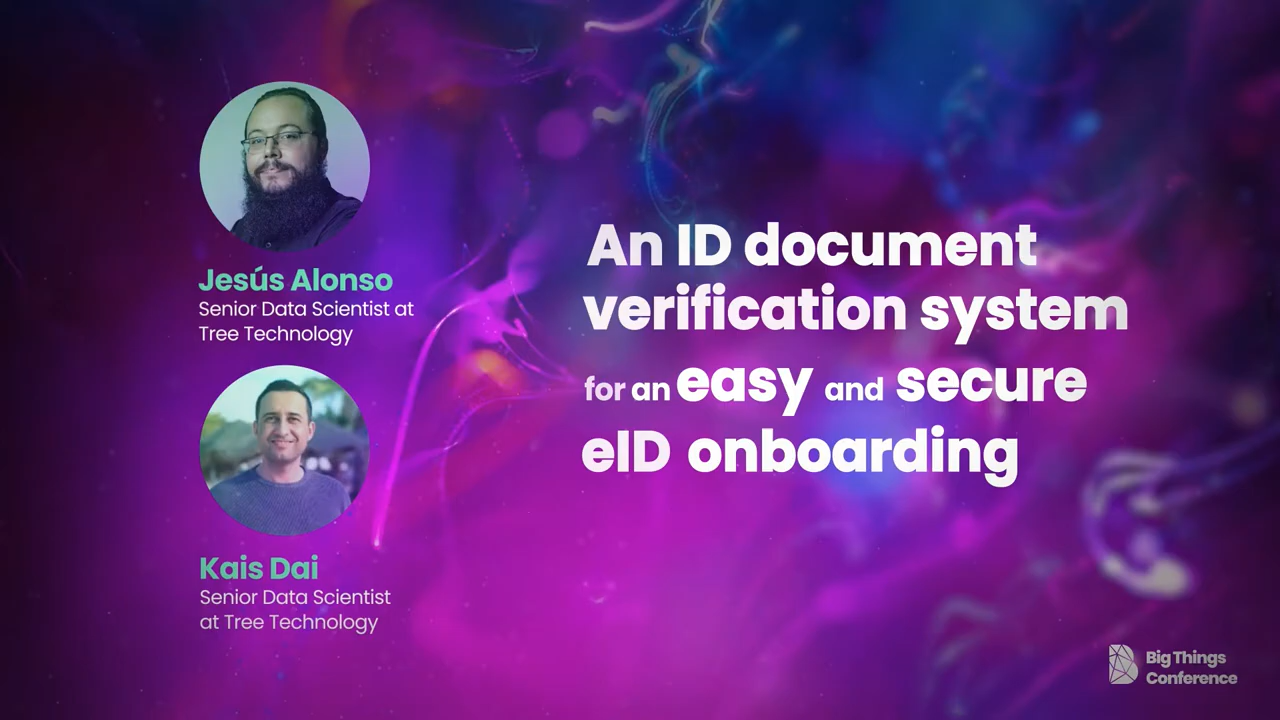 Jesús Alonso
Senior Data Scientist at
Tree Technology
Kais Dai
Senior Data Scientist
at Tree Technology
An ID document
verification system
for an easy and secure
eID onboarding
Big Things
Conference